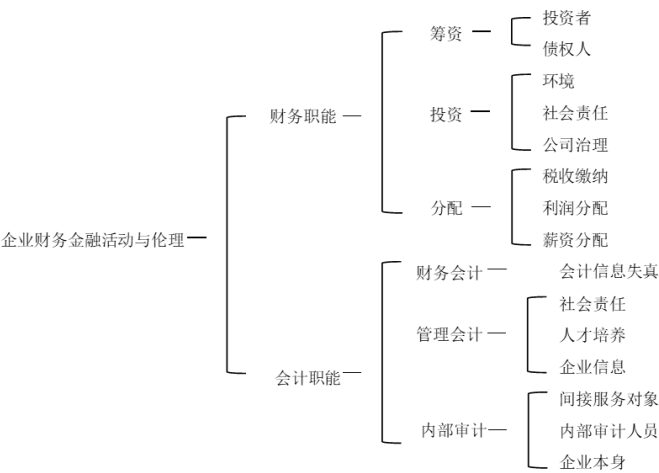 企业财务金融活动与伦理
财务职能
筹资
投资者
债权人
投资
环境
社会责任
公司治理
分配
税收缴纳
利润分配
薪资分配
会计职能
财务会计
会计信息失真
管理会计
社会责任
人才培养
企业信息
内部审计
间接服务对象
内部审计人员
企业本身